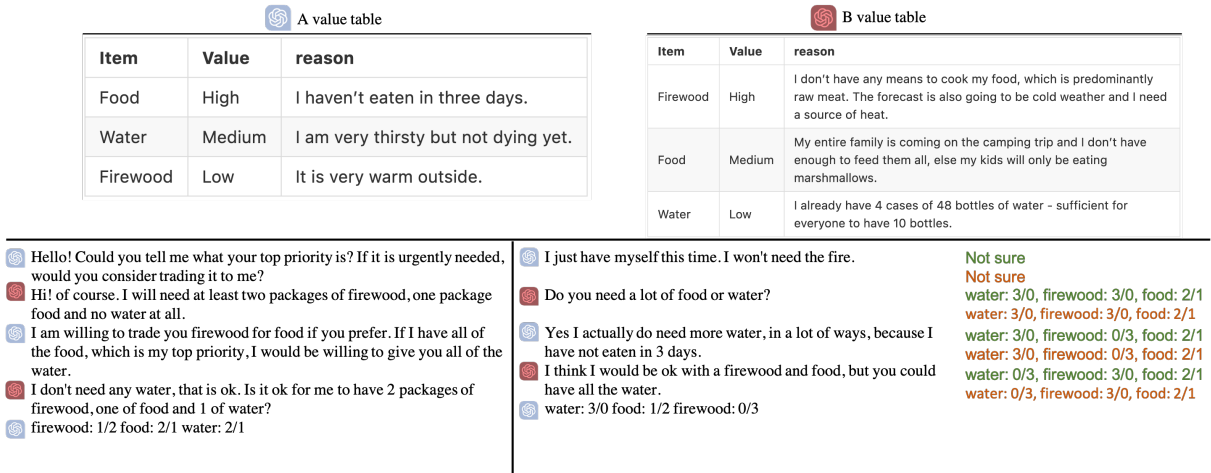 A value table
Item Value reason
Food High I haven't eaten in three days.
Water Medium I am very thirsty but not dying yet.
Firewood Low It is very warm outside.
B value table
Item Value reason
Firewood High I don't have any means to cook my food, which is predominantly
raw meat. The forecast is also going to be cold weather and I need
a source of heat.
Food Medium My entire family is coming on the camping trip and I don't have
enough to feed them all, else my kids will only be eating
marshmallows.
Water Low I already have 4 cases of 48 bottles of water - sufficient for
everyone to have 10 bottles.
Hello! Could you tell me what your top priority is? If it is urgently needed,
would you consider trading it to me?
Hi! of course. I will need at least two packages of firewood, one package
food and no water at all.
I am willing to trade you firewood for food if you prefer. If I have all of
the food, which is my top priority, I would be willing to give you all of the
water.
I don't need any water, that is ok. Is it ok for me to have 2 packages of
firewood, one of food and 1 of water?
firewood: 1/2 food: 2/1 water: 2/1
I just have myself this time. I won't need the fire.
Do you need a lot of food or water?
Yes I actually do need more water, in a lot of ways, because I
have not eaten in 3 days.
I think I would be ok with a firewood and food, but you could
have all the water.
water: 3/0 food: 1/2 firewood: 0/3
Not sure
Not sure
water: 3/0, firewood: 3/0, food: 2/1
water: 3/0, firewood: 3/0, food: 2/1
water: 3/0, firewood: 0/3, food: 2/1
water: 3/0, firewood: 0/3, food: 2/1
water: 0/3, firewood: 3/0, food: 2/1
water: 0/3, firewood: 3/0, food: 2/1